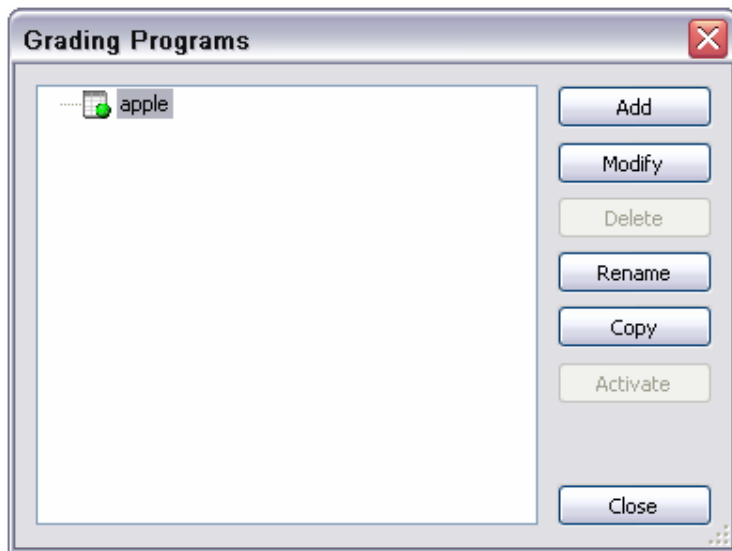 Grading Programs
apple
Add
Modify
Delete
Rename
Copy
Activate
Close